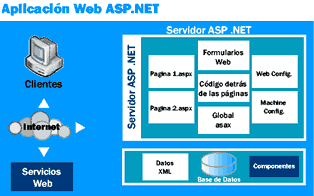 Aplicación Web ASP.NET
Servidor ASP .NET
Clientes
Internet
Servicios
Web
Servidor ASP .NET
Pagina 1.aspx
Pagina 2.aspx
Formularios
Web
Código detrás
de las páginas
Global
asax
Web Config.
Machine
Config.
Datos
XML
Base de Datos
Componentes